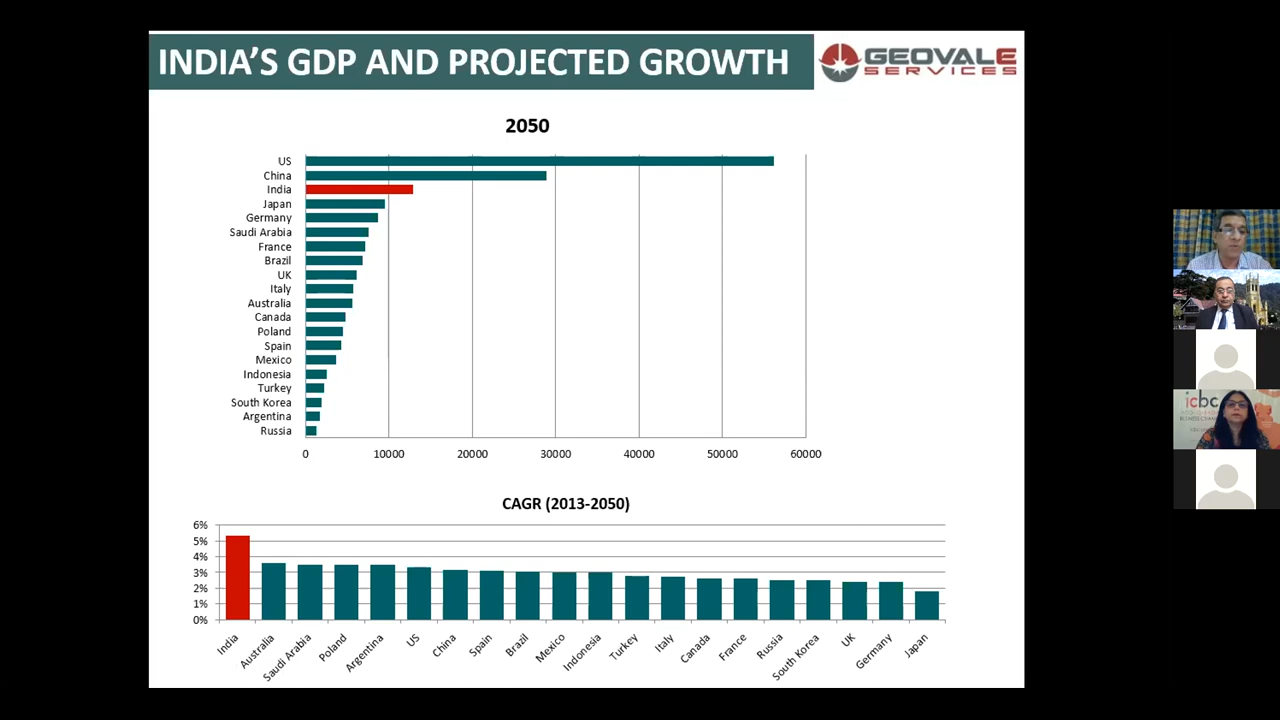 INDIA'S GDP AND PROJECTED GROWTH
GEOVALE
SERVICES
2050
US
China
India
Japan
Germany
Saudi Arabia
France
Brazil
UK
Italy
Australia
Canada
Poland
Spain
Mexico
Indonesia
Turkey
South Korea
Argentina
Russia
0 10000 20000 30000 40000 50000 60000
CAGR (2013-2050)
6%
5%
4%
3%
2%
1%
0%
India Australia Saudi Arabia Poland Argentina US China Spain Brazil Mexico Indonesia Turkey Italy Canada France Russia South Korea UK Germany Japan
icbc